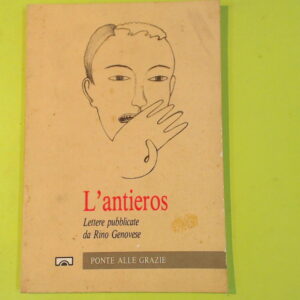 L'antieros
Lettere pubblicate
da Rino Genovese
PONTE ALLE GRAZIE